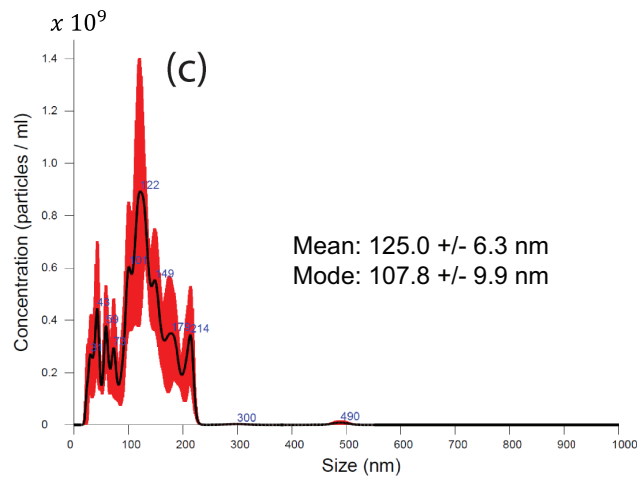 x 10⁹
(c)
1.4
1.2
1.0
0.8
0.6
0.4
0.2
0
Concentration (particles / ml)
122
149
214
300
490
Mean: 125.0 +/- 6.3 nm
Mode: 107.8 +/- 9.9 nm
0 100 200 300 400 500 600 700 800 900 1000
Size (nm)